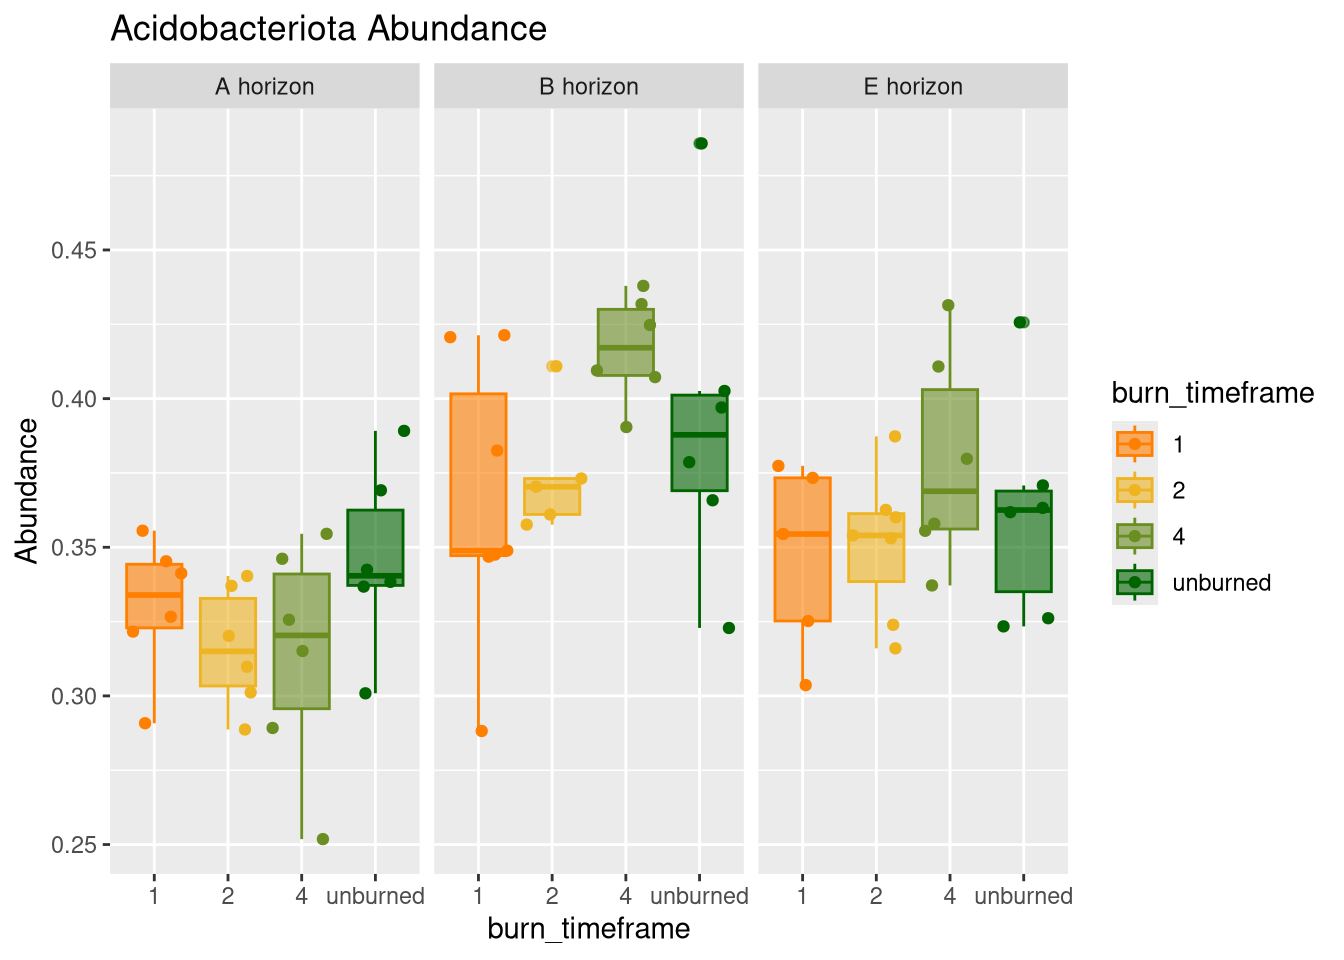 Acidobacteriota Abundance
A horizon
B horizon
E horizon
Abundance
0.45
0.40
0.35
0.30
0.25
1 2 4 unburned
1 2 4 unburned
1 2 4 unburned
burn_timeframe
burn_timeframe
1
2
4
unburned